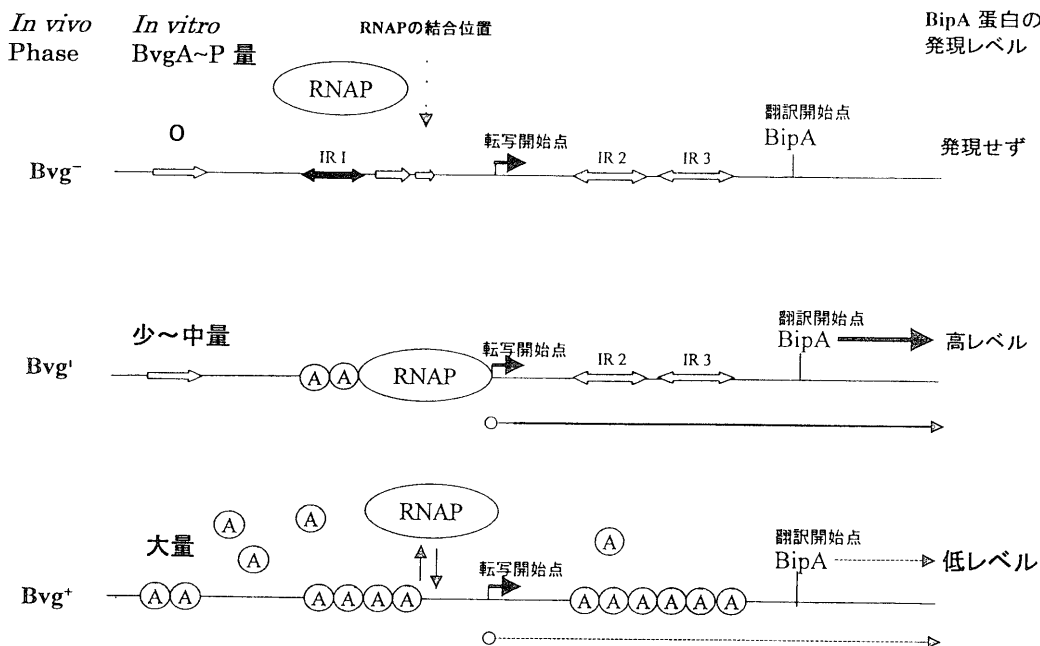 In vivo
Phase
In vitro
BvgA~P 量
RNAPの結合位置
BipA 蛋白の
発現レベル
RNAP
O
翻訳開始点
BipA
発現せず
転写開始点
IR 1
IR 2
IR 3
Bvg⁻
少～中量
翻訳開始点
BipA
高レベル
転写開始点
IR 2
IR 3
Bvgⁱ
A
A
RNAP
A
A
RNAP
A
A
大量
翻訳開始点
BipA
低レベル
転写開始点
Bvg⁺
A A
A A A A
A A A A A A